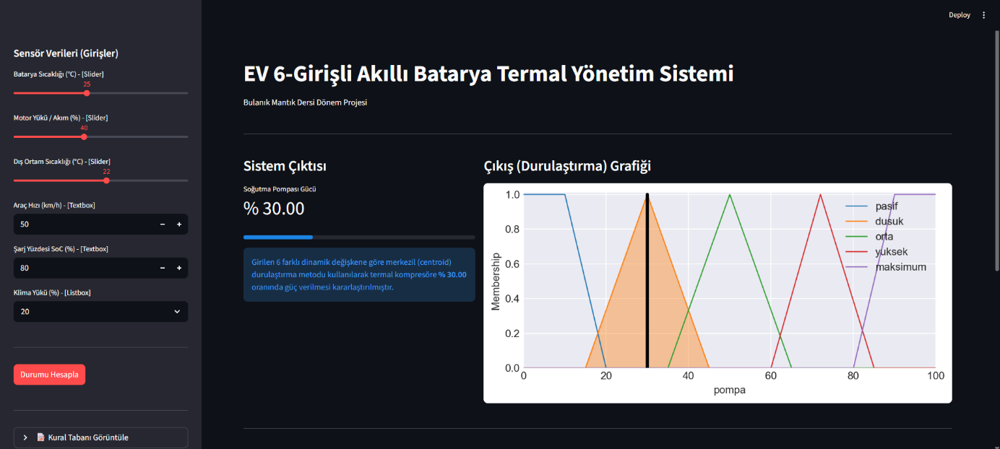 Deploy
Sensör Verileri (Girişler)
Batarya Sıcaklığı (°C) - [Slider]
25
Motor Yükü / Akım (%) - [Slider]
40
Dış Ortam Sıcaklığı (°C) - [Slider]
22
Araç Hızı (km/h) - [Textbox]
50
Şarj Yüzdesi SoC (%) - [Textbox]
80
Klima Yükü (%) - [Listbox]
20
Durumu Hesapla
Kural Tabanı Görüntüle
EV 6-Girişli Akıllı Batarya Termal Yönetim Sistemi
Bulanık Mantık Dersi Dönem Projesi
Sistem Çıktısı
Soğutma Pompası Gücü
% 30.00
Girilen 6 farklı dinamik değişkene göre merkezil (centroid)
durulaştırma metodu kullanılarak termal kompresöre % 30.00
oranında güç verilmesi kararlaştırılmıştır.
Çıkış (Durulaştırma) Grafiği
1.0
0.8
0.6
0.4
0.2
0.0
Membership
0 20 40 60 80 100
pompa
pasif
dusuk
orta
yuksek
maksimum